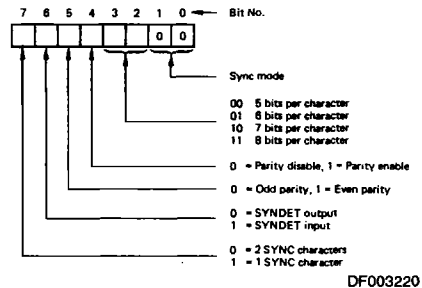 7 6 5 4 3 2 1 0 Bit No.
0 0
Sync mode
00 5 bits per character
01 6 bits per character
10 7 bits per character
11 8 bits per character
0 = Parity disable, 1 = Parity enable
0 = Odd parity, 1 = Even parity
0 = SYNDET output
1 = SYNDET input
0 = 2 SYNC characters
1 = 1 SYNC character
DF003220